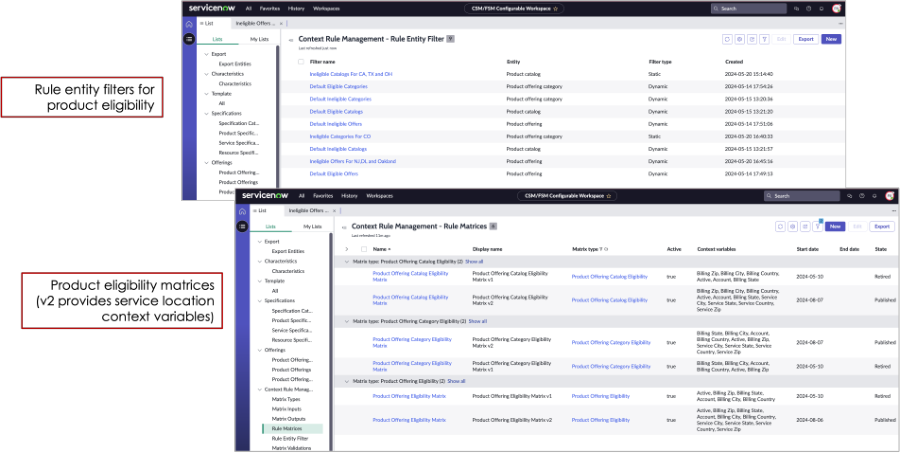 servicenow All Favorites History Workspaces CSM/FSM Configurable Workspace Search
List Ineligible Offers ...
Lists My Lists
Export
Export Entities
Characteristics
Characteristics
Template
All
Specifications
Specification Cat...
Product Specific...
Service Specifica...
Resource Specifi...
Offerings
Product Offering...
Product Offerings
Product
Context Rule Management - Rule Entity Filter
Last refreshed just now.
Edit Export New
Filter name Entity Filter type Created
Ineligible Catalogs For CA, TX and OH Product catalog Static 2024-05-20 15:14:40
Default Eligible Categories Product offering category Dynamic 2024-05-14 17:54:26
Default Ineligible Categories Product offering category Dynamic 2024-05-15 13:20:36
Default Eligible Catalogs Product catalog Dynamic 2024-05-15 13:21:20
Default Ineligible Offers Product offering Dynamic 2024-05-14 17:51:06
Ineligible Categories For CO Product offering category Static 2024-05-20 16:40:33
Default Ineligible Catalogs Product catalog Dynamic 2024-05-15 13:21:57
Ineligible Offers For NJ,DL and Oakland Product offering Dynamic 2024-05-20 16:45:16
Default Eligible Offers Product offering Dynamic 2024-05-14 17:49:13
Rule entity filters for
product eligibility
servicenow All Favorites History Workspaces CSM/FSM Configurable Workspace Search
List Ineligible Offers ...
Lists My Lists
Export
Export Entities
Characteristics
Characteristics
Template
All
Specifications
Specification Cat...
Product Specific...
Service Specifica...
Resource Specifi...
Offerings
Product Offering...
Product Offerings
Product Offering...
Context Rule Manag...
Matrix Types
Matrix Inputs
Matrix Outputs
Rule Matrices
Rule Entity Filter
Matrix Validations
Context Rule Management - Rule Matrices
New Edit Export
Name Display name Matrix type Active Context variables Start date End date State
Matrix type: Product Offering Catalog Eligibility (2) Show all
Product Offering Catalog Eligibility Product Offering Catalog Eligibility Product Offering Catalog Eligibility true Billing Zip, Billing City, Billing Country, 2024-05-10 Retired
Matrix Matrix v1 Active, Account, Billing State
Product Offering Catalog Eligibility Product Offering Catalog Eligibility Product Offering Catalog Eligibility true Billing Zip, Billing City, Billing Country, 2024-08-07 Published
Matrix Matrix v2 Active, Account, Billing State, Service
City, Service State, Service Country,
Service Zip
Matrix type: Product Offering Category Eligibility (2) Show all
Product Offering Category Eligibility Product Offering Category Eligibility Product Offering Category Eligibility true Billing State, Billing City, Account, 2024-08-07 Published
Matrix Matrix v2 Billing Country, Active, Billing Zip,
Service City, Service State, Service
Country, Service Zip
Product Offering Category Eligibility Product Offering Category Eligibility Product Offering Category Eligibility true Billing State, Billing City, Account, 2024-05-10 Retired
Matrix Matrix v1 Billing Country, Active, Billing Zip
Matrix type: Product Offering Eligibility (2) Show all
Product Offering Eligibility Matrix Product Offering Eligibility Matrix v1 Product Offering Eligibility true Active, Billing Zip, Billing State, 2024-05-10 Retired
Account, Billing City, Billing Country
Product Offering Eligibility Matrix Product Offering Eligibility Matrix v2 Product Offering Eligibility true Active, Billing Zip, Billing State, 2024-08-06 Published
Account, Billing City, Billing Country,
Service City, Service State, Service
Country, Service Zip
Product eligibility matrices
(v2 provides service location
context variables)